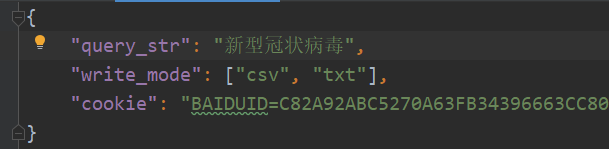 {
"query_str": "新型冠状病毒",
"write_mode": ["csv", "txt"],
"cookie": "BAIDUID=C82A92ABC5270A63FB34396663CC80
}